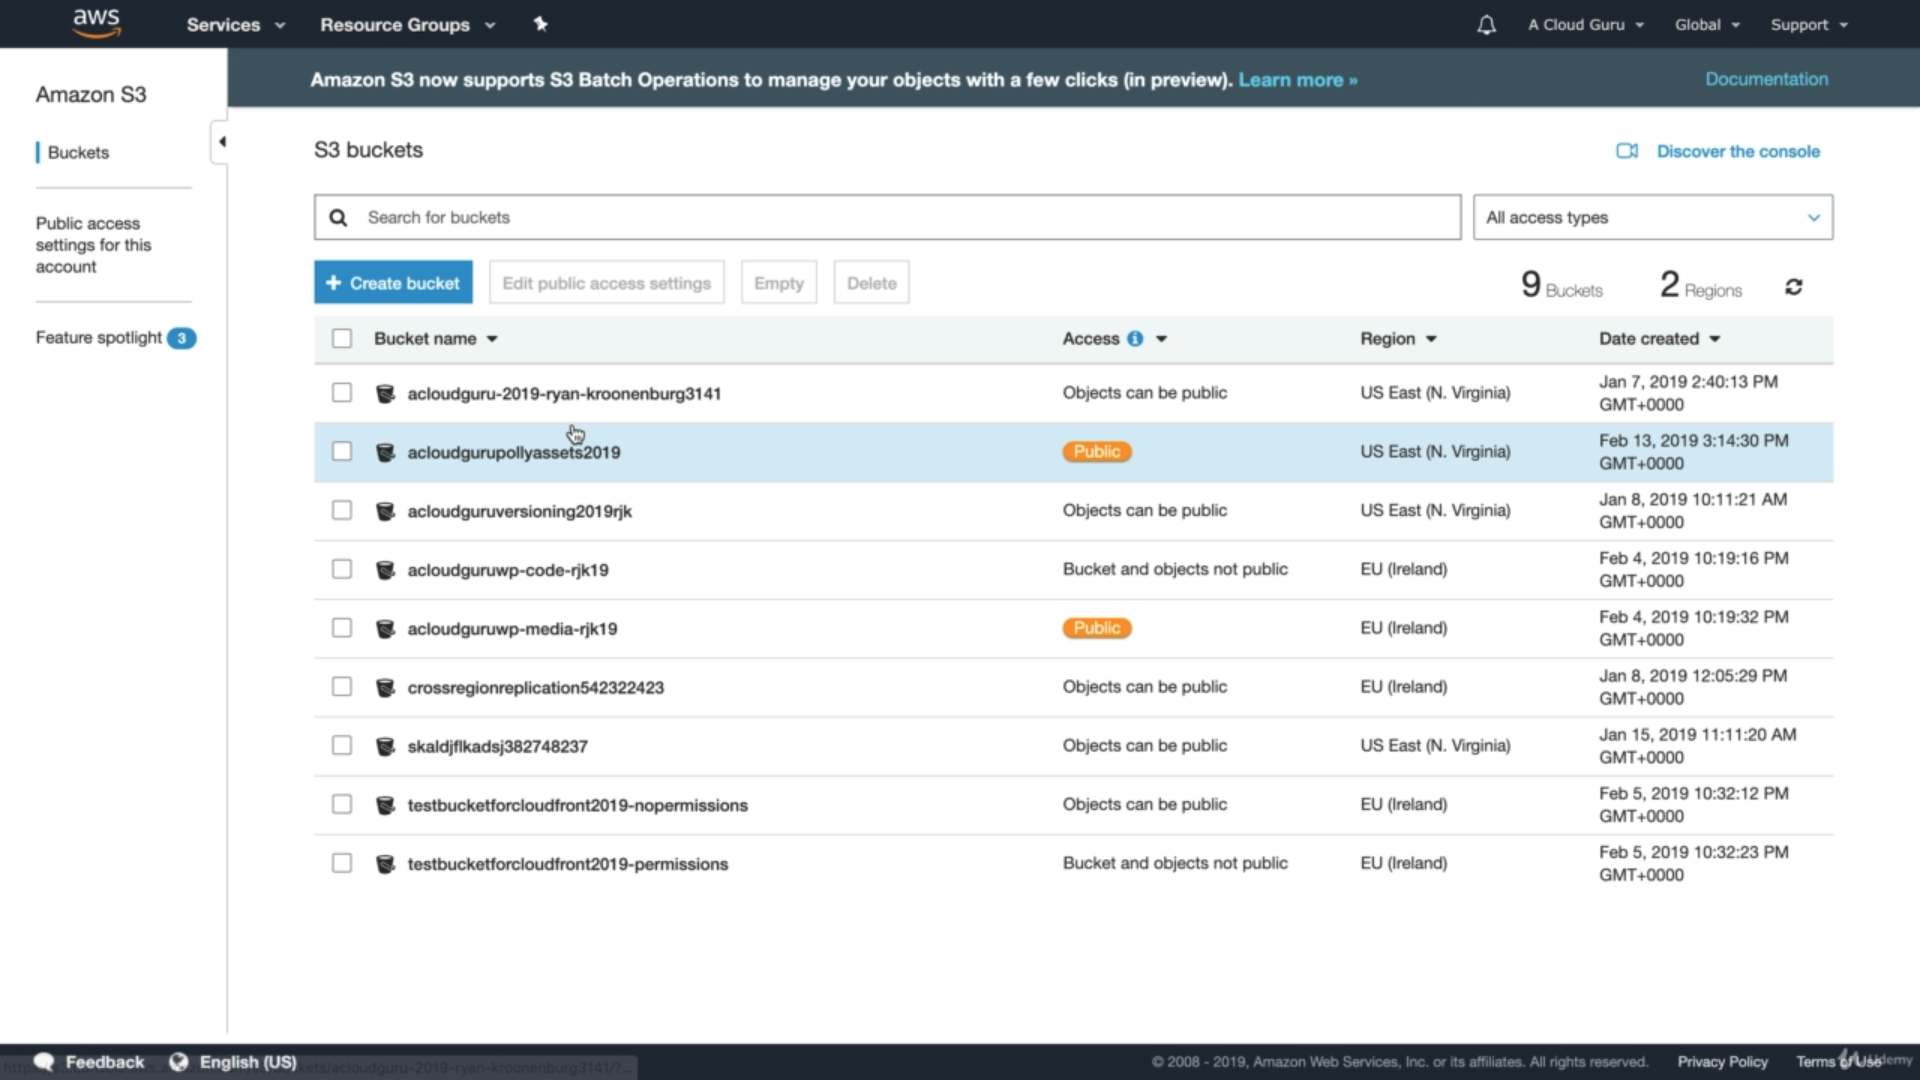 aws
Services
Resource Groups
A Cloud Guru
Global
Support
Amazon S3 now supports S3 Batch Operations to manage your objects with a few clicks (in preview). Learn more »
Documentation
Amazon S3
Buckets
Public access
settings for this
account
Feature spotlight 3
S3 buckets
Discover the console
Search for buckets
All access types
+ Create bucket
Edit public access settings
Empty
Delete
9 Buckets
2 Regions
Bucket name
Access
Region
Date created
acloudguru-2019-ryan-kroonenburg3141
Objects can be public
US East (N. Virginia)
Jan 7, 2019 2:40:13 PM
GMT+0000
acloudgurupollyassets2019
Public
US East (N. Virginia)
Feb 13, 2019 3:14:30 PM
GMT+0000
acloudguruversioning2019rjk
Objects can be public
US East (N. Virginia)
Jan 8, 2019 10:11:21 AM
GMT+0000
acloudguruwp-code-rjk19
Bucket and objects not public
EU (Ireland)
Feb 4, 2019 10:19:16 PM
GMT+0000
acloudguruwp-media-rjk19
Public
EU (Ireland)
Feb 4, 2019 10:19:32 PM
GMT+0000
crossregionreplication542322423
Objects can be public
EU (Ireland)
Jan 8, 2019 12:05:29 PM
GMT+0000
skaldjflkadsj382748237
Objects can be public
US East (N. Virginia)
Jan 15, 2019 11:11:20 AM
GMT+0000
testbucketforcloudfront2019-nopermissions
Objects can be public
EU (Ireland)
Feb 5, 2019 10:32:12 PM
GMT+0000
testbucketforcloudfront2019-permissions
Bucket and objects not public
EU (Ireland)
Feb 5, 2019 10:32:23 PM
GMT+0000
Feedback
English (US)
© 2008 - 2019, Amazon Web Services, Inc. or its affiliates. All rights reserved.
Privacy Policy
Terms of Use